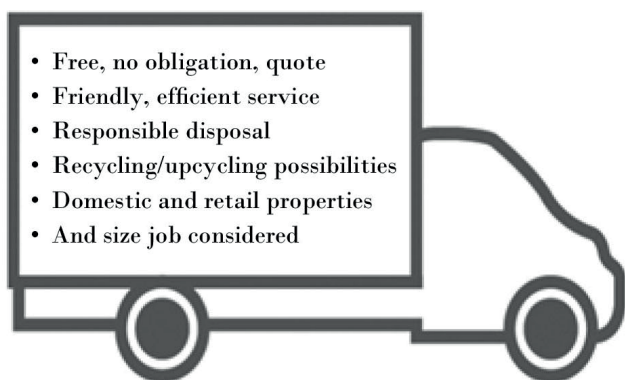 • Free, no obligation, quote
• Friendly, efficient service
• Responsible disposal
• Recycling/upcycling possibilities
• Domestic and retail properties
• And size job considered